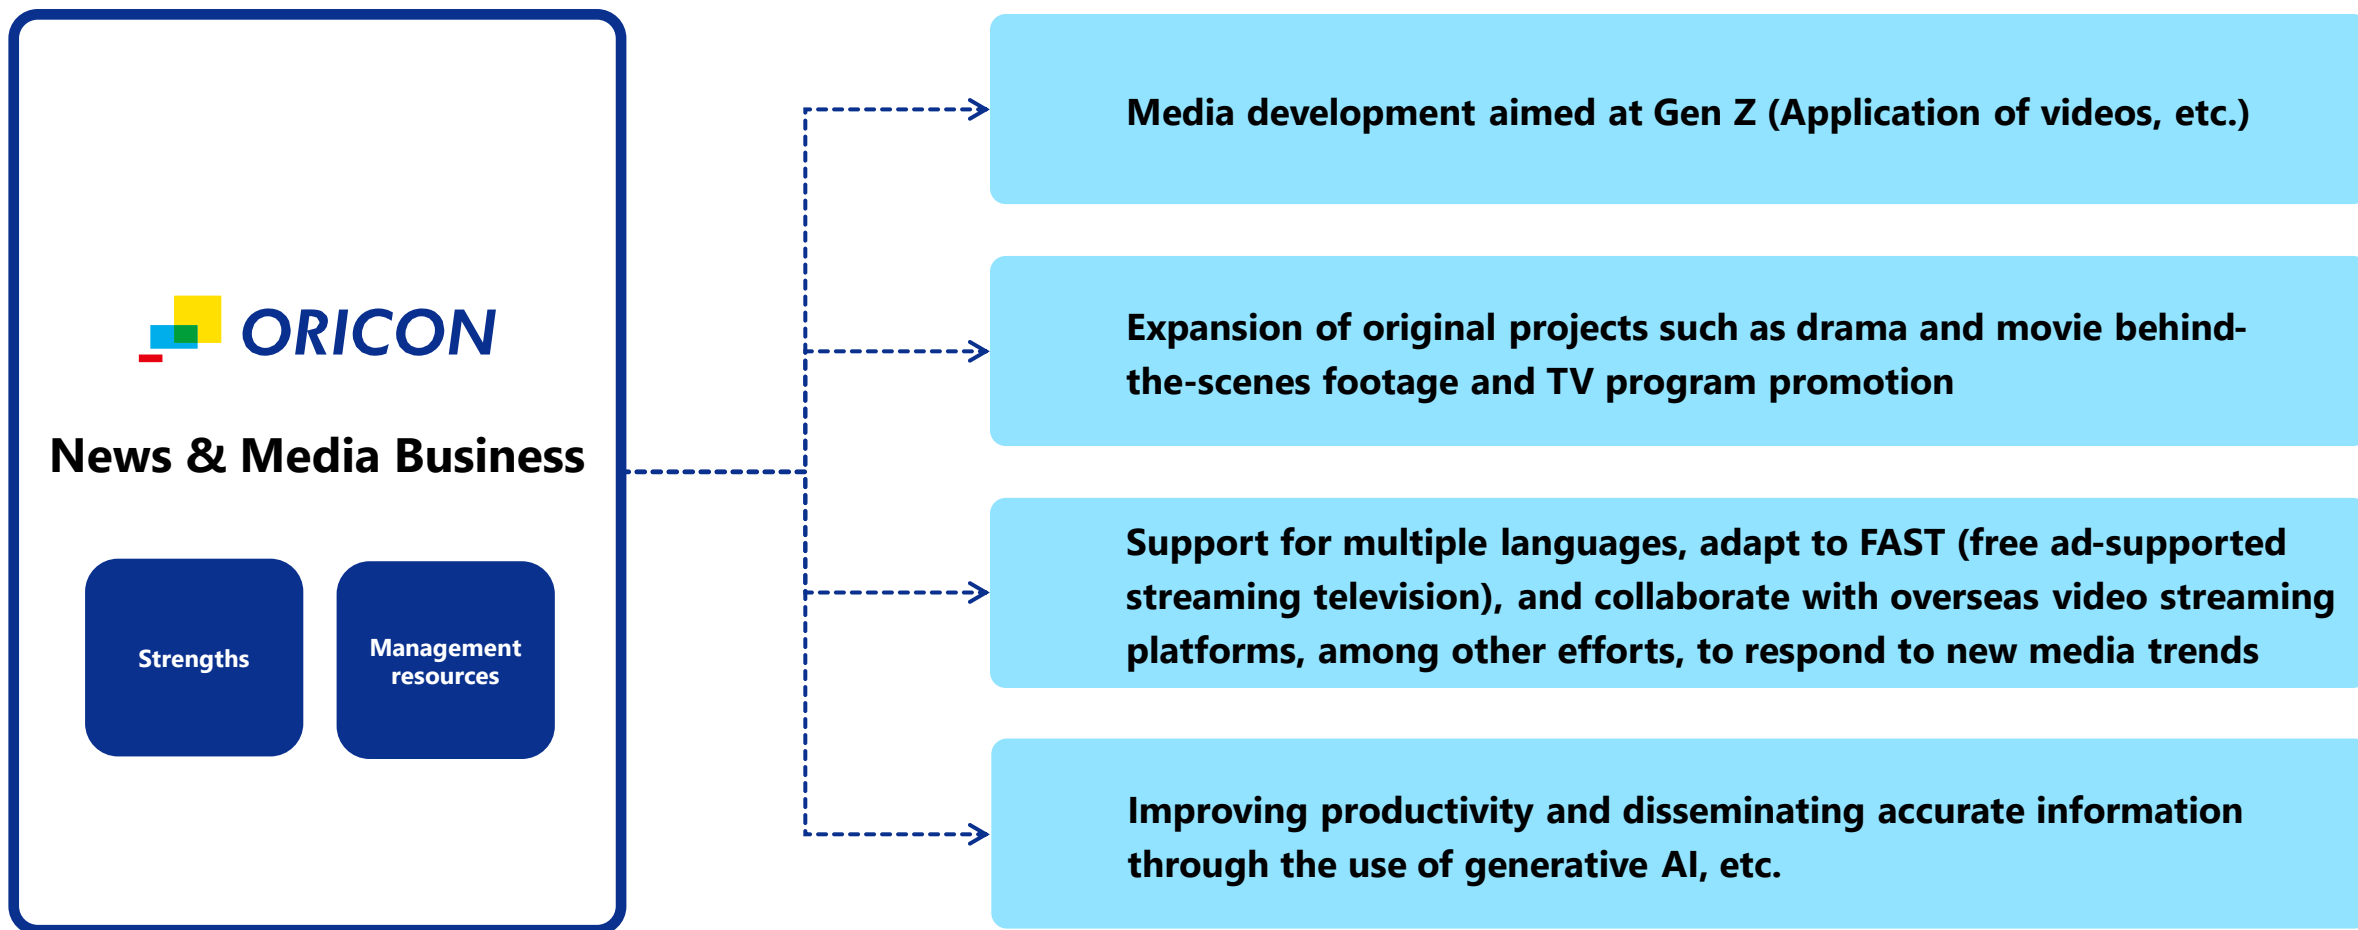 ORICON
News & Media Business
Strengths
Management
resources
Media development aimed at Gen Z (Application of videos, etc.)
Expansion of original projects such as drama and movie behind-
the-scenes footage and TV program promotion
Support for multiple languages, adapt to FAST (free ad-supported
streaming television), and collaborate with overseas video streaming
platforms, among other efforts, to respond to new media trends
Improving productivity and disseminating accurate information
through the use of generative AI, etc.